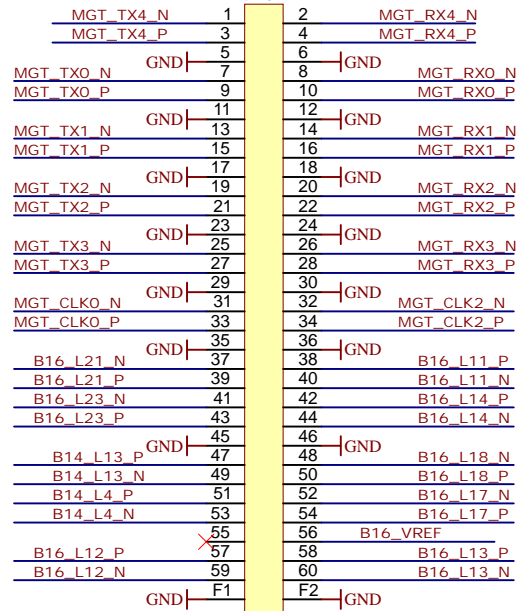 MGT_TX4_N 1 2 MGT_RX4_N
MGT_TX4_P 3 4 MGT_RX4_P
GND 5 6 GND
MGT_TX0_N 7 8 MGT_RX0_N
MGT_TX0_P 9 10 MGT_RX0_P
GND 11 12 GND
MGT_TX1_N 13 14 MGT_RX1_N
MGT_TX1_P 15 16 MGT_RX1_P
GND 17 18 GND
MGT_TX2_N 19 20 MGT_RX2_N
MGT_TX2_P 21 22 MGT_RX2_P
GND 23 24 GND
MGT_TX3_N 25 26 MGT_RX3_N
MGT_TX3_P 27 28 MGT_RX3_P
GND 29 30 GND
MGT_CLK0_N 31 32 MGT_CLK2_N
MGT_CLK0_P 33 34 MGT_CLK2_P
GND 35 36 GND
B16_L21_N 37 38 B16_L11_P
B16_L21_P 39 40 B16_L11_N
B16_L23_N 41 42 B16_L14_P
B16_L23_P 43 44 B16_L14_N
GND 45 46 GND
B14_L13_P 47 48 B16_L18_N
B14_L13_N 49 50 B16_L18_P
B14_L4_P 51 52 B16_L17_N
B14_L4_N 53 54 B16_L17_P
55 56 B16_VREF
B16_L12_P 57 58 B16_L13_P
B16_L12_N 59 60 B16_L13_N
GND F1 F2 GND